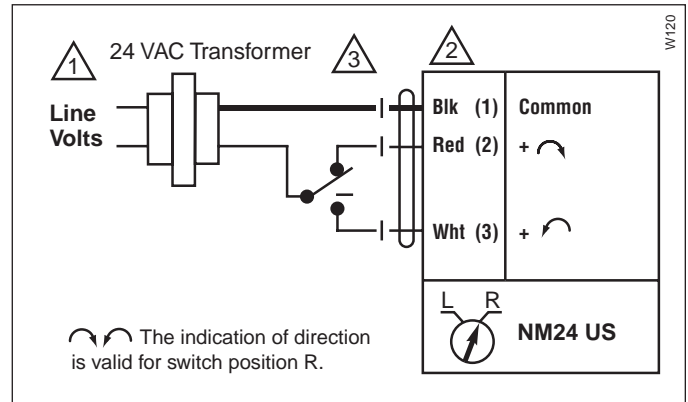 W120
1
24 VAC Transformer
3
2
Line
Volts
Blk (1)
Common
Red (2)
+
Wht (3)
+
L
R
NM24 US
The indication of direction
is valid for switch position R.